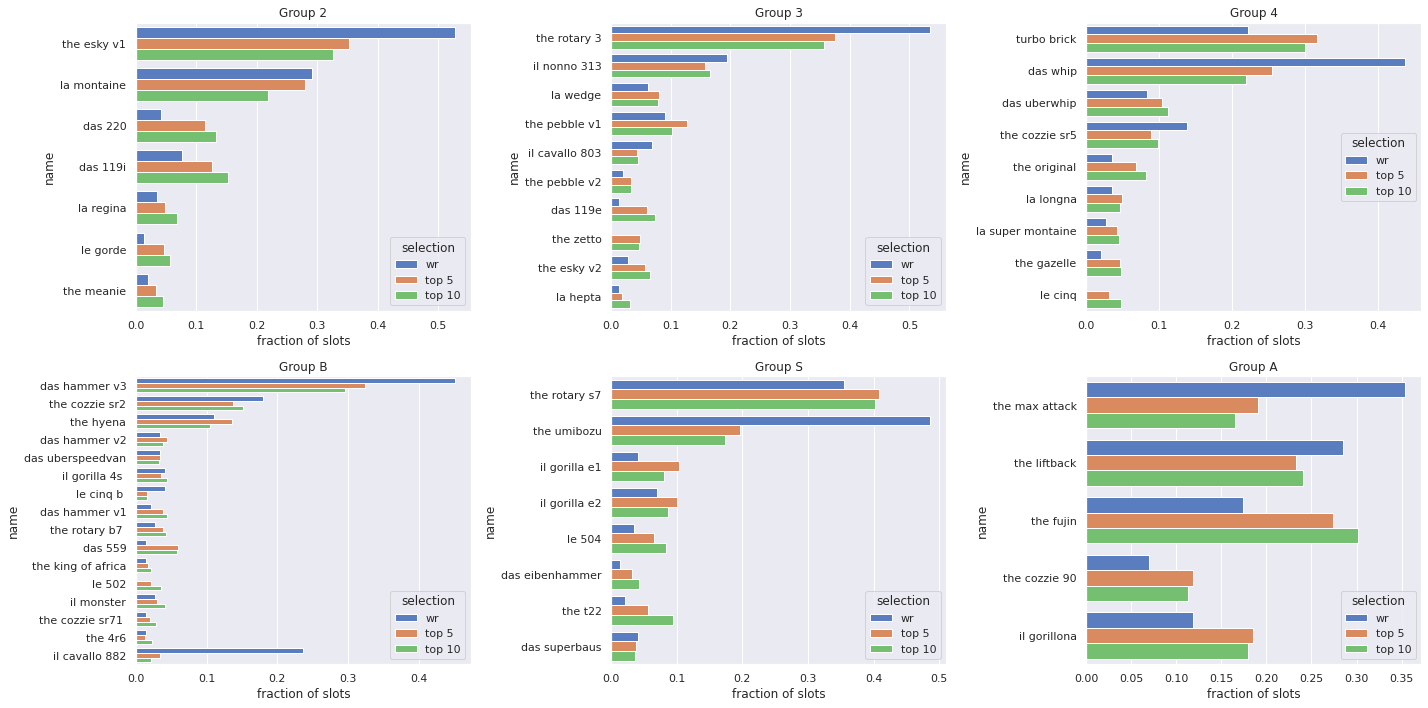 Group 2
the esky v1
la montaine
das 220
das 119i
la regina
le gorde
the meanie
name
selection
wr
top 5
top 10
0.0 0.1 0.2 0.3 0.4 0.5
fraction of slots
Group 3
the rotary 3
il nonno 313
la wedge
the pebble v1
il cavallo 803
the pebble v2
das 119e
the zetto
the esky v2
la hepta
name
selection
wr
top 5
top 10
0.0 0.1 0.2 0.3 0.4 0.5
fraction of slots
Group 4
turbo brick
das whip
das uberwhip
the cozzie sr5
the original
la longna
la super montaine
the gazelle
le cinq
name
selection
wr
top 5
top 10
0.0 0.1 0.2 0.3 0.4
fraction of slots
Group B
das hammer v3
the cozzie sr2
the hyena
das hammer v2
das uberspeedvan
il gorilla 4s
le cinq b
das hammer v1
the rotary b7
das 559
the king of africa
le 502
il monster
the cozzie sr71
the 4r6
il cavallo 882
name
selection
wr
top 5
top 10
0.0 0.1 0.2 0.3 0.4
fraction of slots
Group S
the rotary s7
the umibozu
il gorilla e1
il gorilla e2
le 504
das eibenhammer
the t22
das superbaus
name
selection
wr
top 5
top 10
0.0 0.1 0.2 0.3 0.4 0.5
fraction of slots
Group A
the max attack
the liftback
the fujin
the cozzie 90
il gorillona
name
selection
wr
top 5
top 10
0.00 0.05 0.10 0.15 0.20 0.25 0.30 0.35
fraction of slots